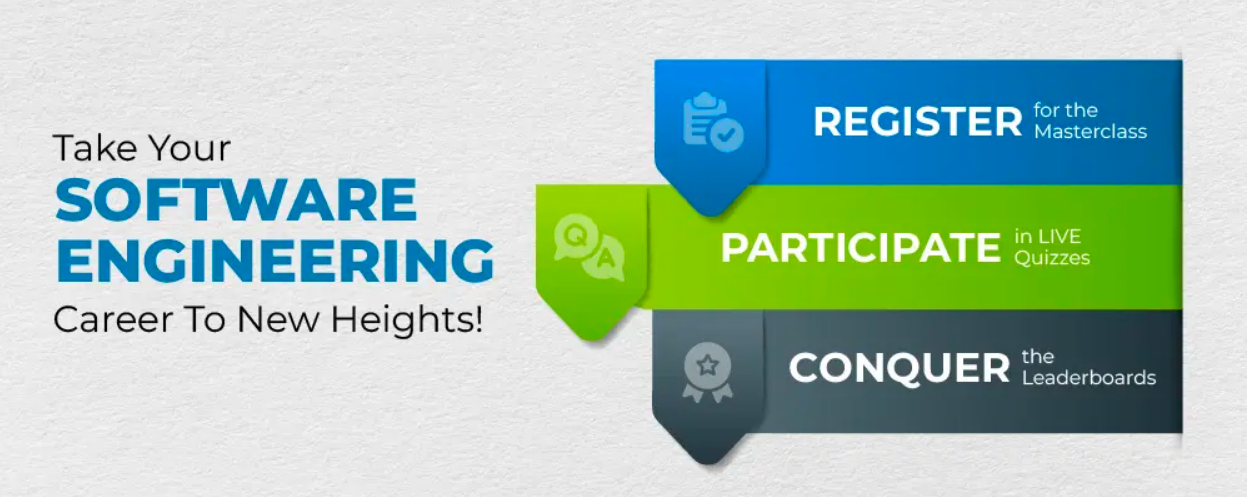 Take Your
SOFTWARE
ENGINEERING
Career To New Heights!
REGISTER for the
Masterclass
Q
A
PARTICIPATE in LIVE
Quizzes
CONQUER the
Leaderboards